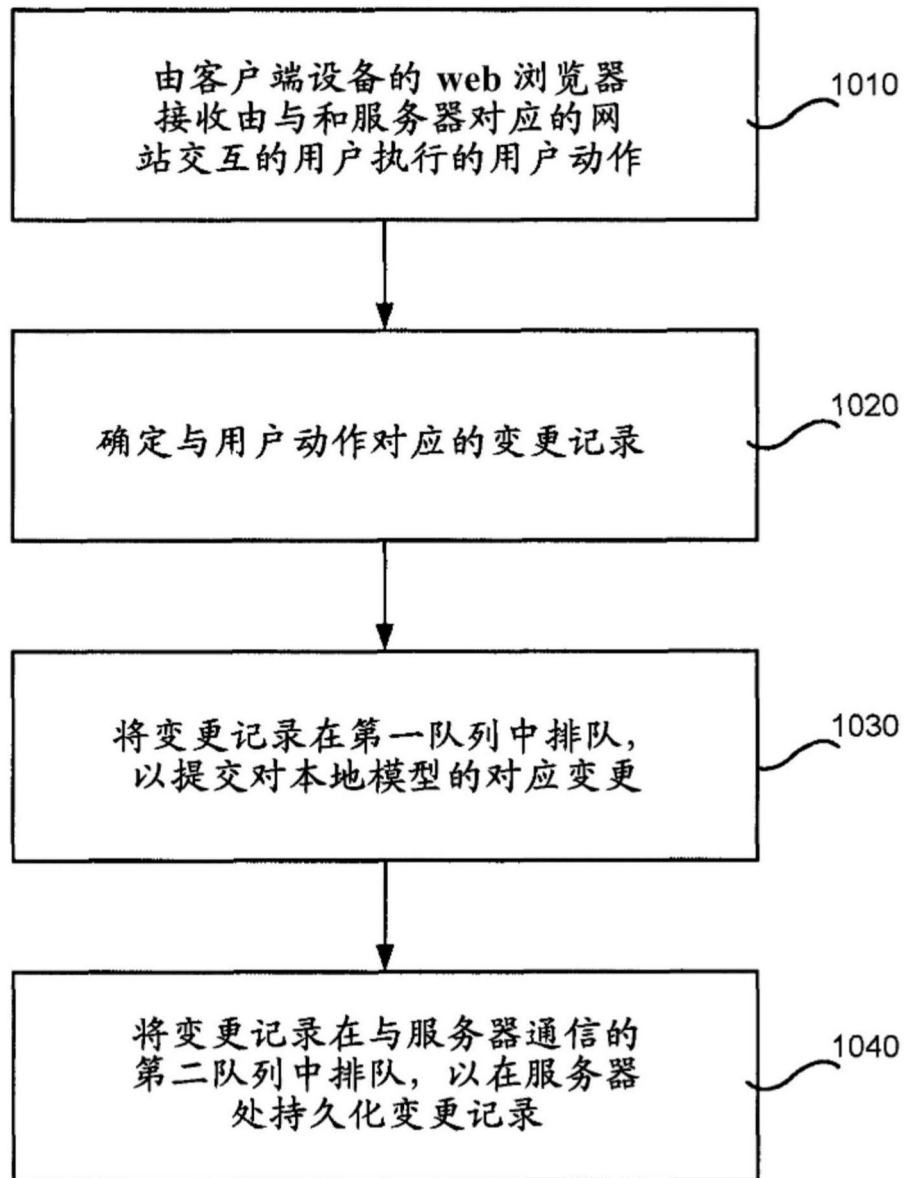 由客户端设备的 web 浏览器
接收由与和服务器对应的网
站交互的用户执行的用户动作
1010
确定与用户动作对应的变更记录
1020
将变更记录在第一队列中排队，
以提交对本地模型的对应变更
1030
将变更记录在与服务器通信的
第二队列中排队，以在服务器
处持久化变更记录
1040